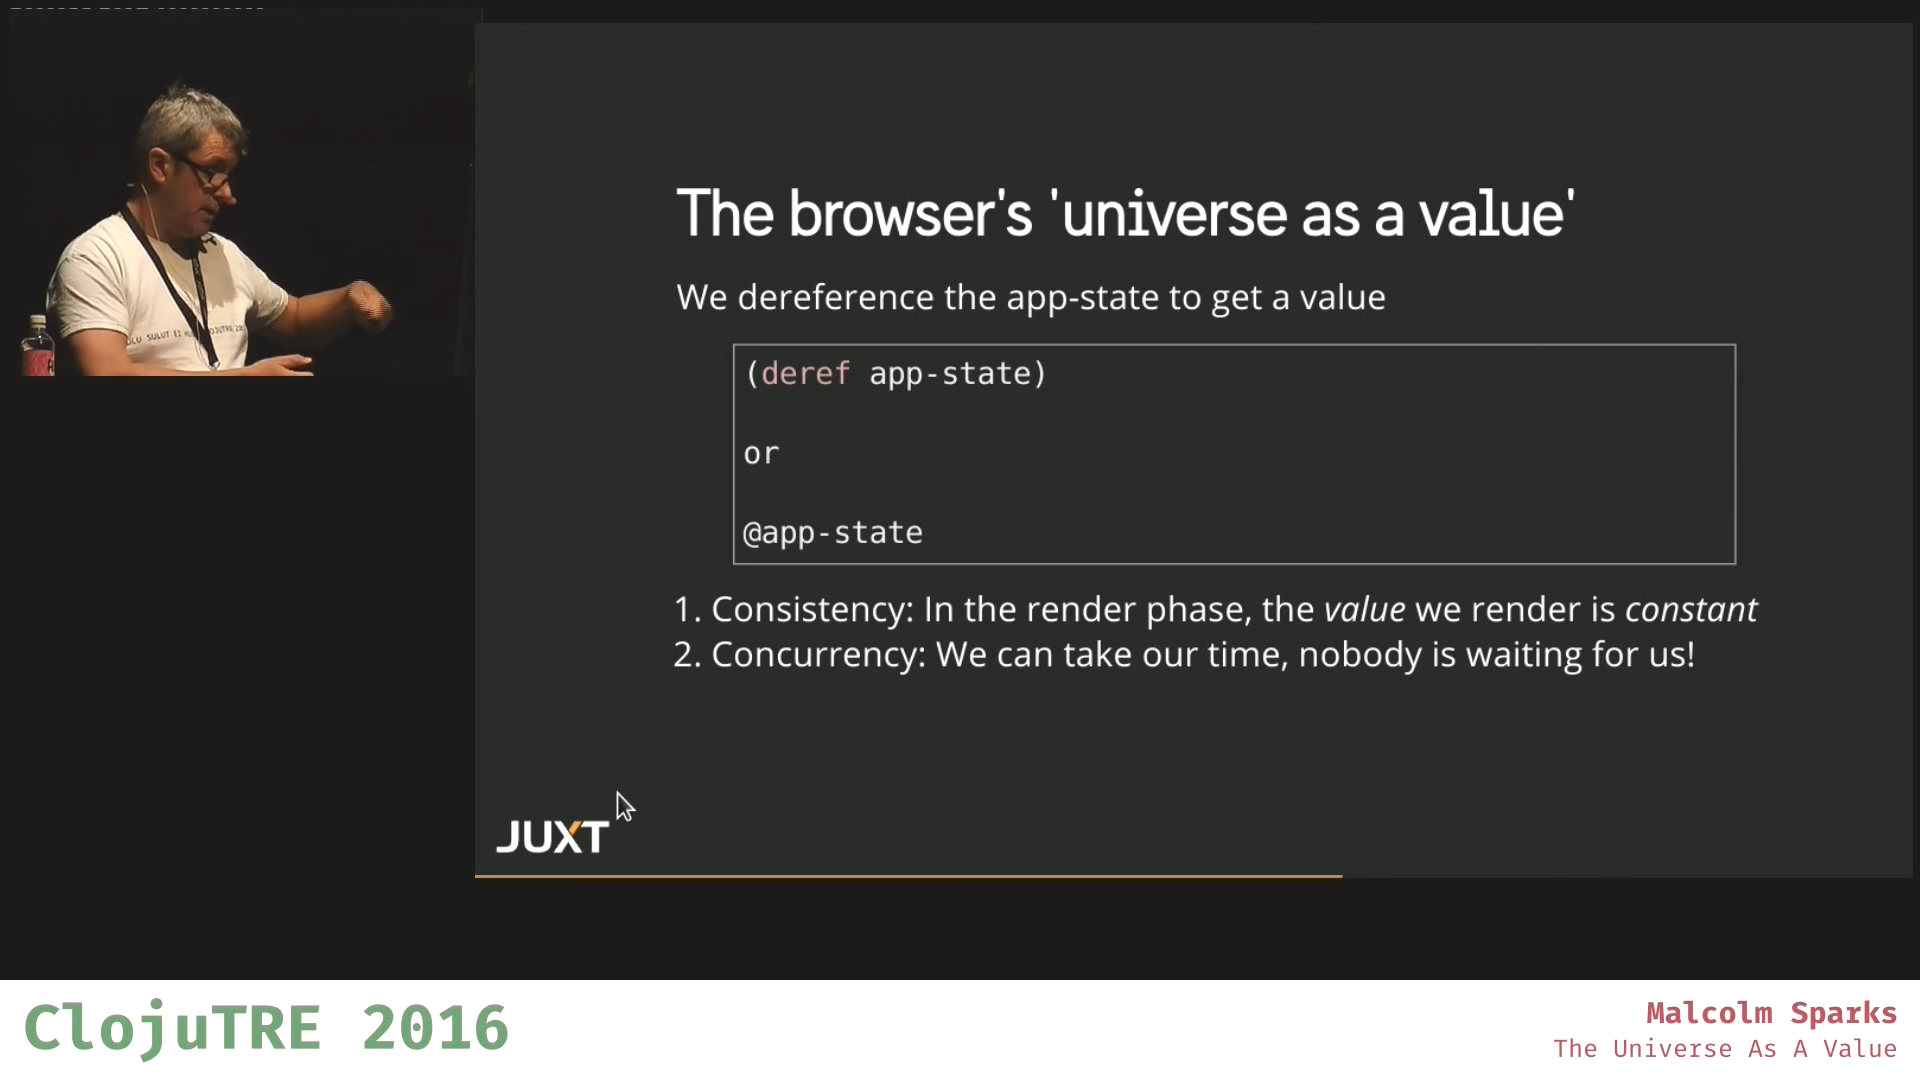 The browser's 'universe as a value'
We dereference the app-state to get a value
(deref app-state)
or
@app-state
1. Consistency: In the render phase, the value we render is constant
2. Concurrency: We can take our time, nobody is waiting for us!
JUXT
ClojuTRE 2016
Malcolm Sparks
The Universe As A Value